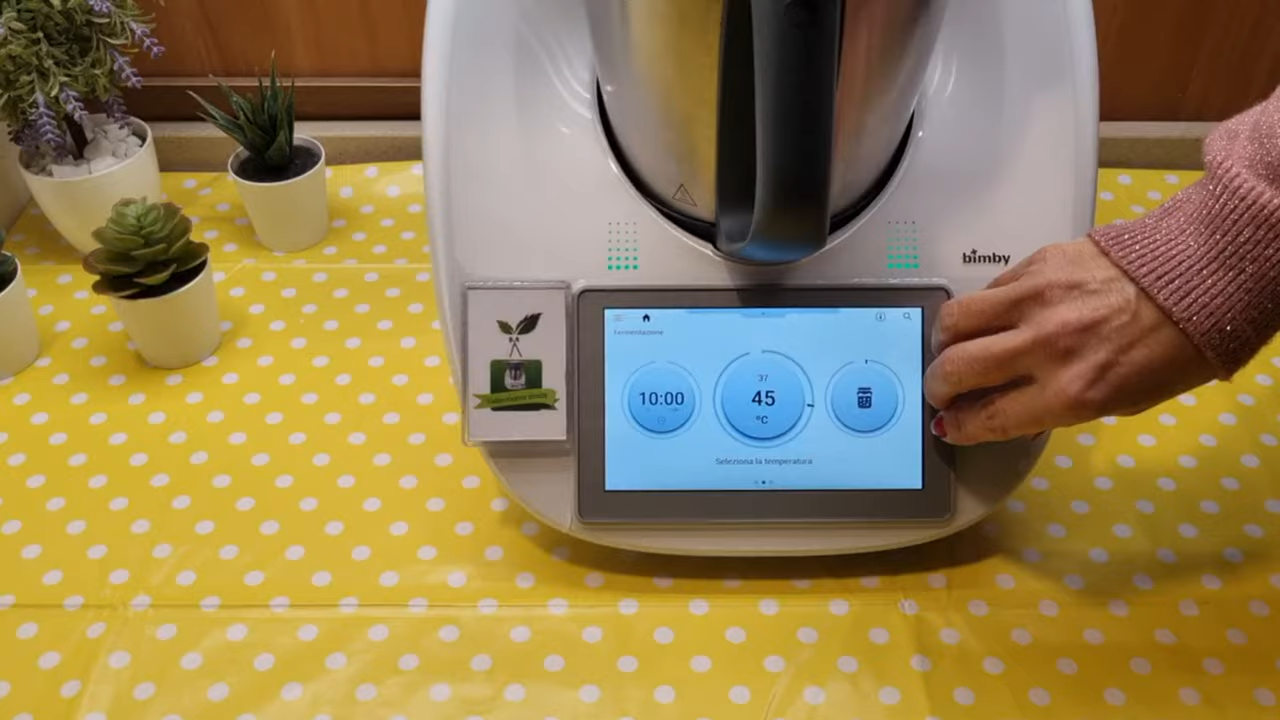 bimby
Fermentazione
10:00
37
45
°C
Seleziona la temperatura